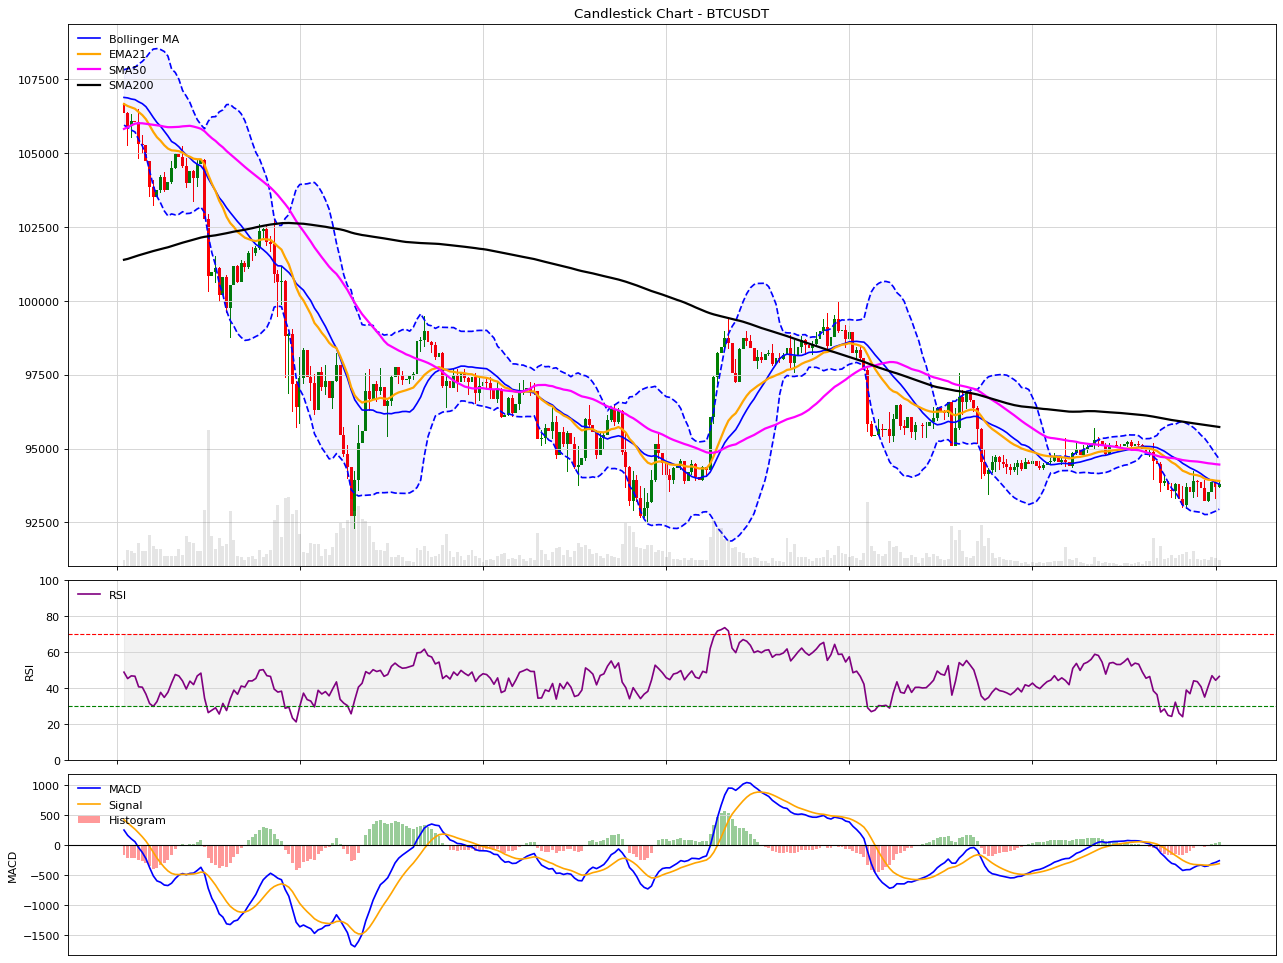 Candlestick Chart - BTCUSDT
Bollinger MA
EMA21
SMA50
SMA200
107500
105000
102500
100000
97500
95000
92500
RSI
100
80
60
40
20
0
RSI
MACD
Signal
Histogram
1000
500
0
−500
−1000
−1500
MACD